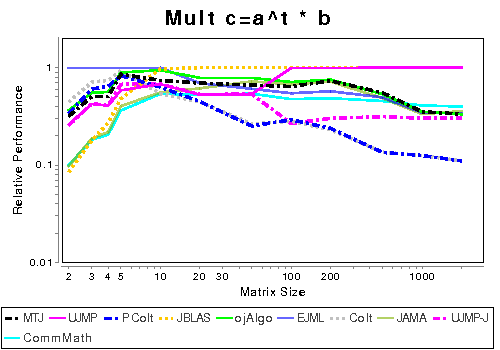 Mult c=a^t * b
Relative Performance
1
0.1
0.01
2 3 4 5 10 20 30 100 200 1000
Matrix Size
MTJ UJMP PColt JBLAS ojAlgo EJML Colt JAMA UJMP-J
CommMath